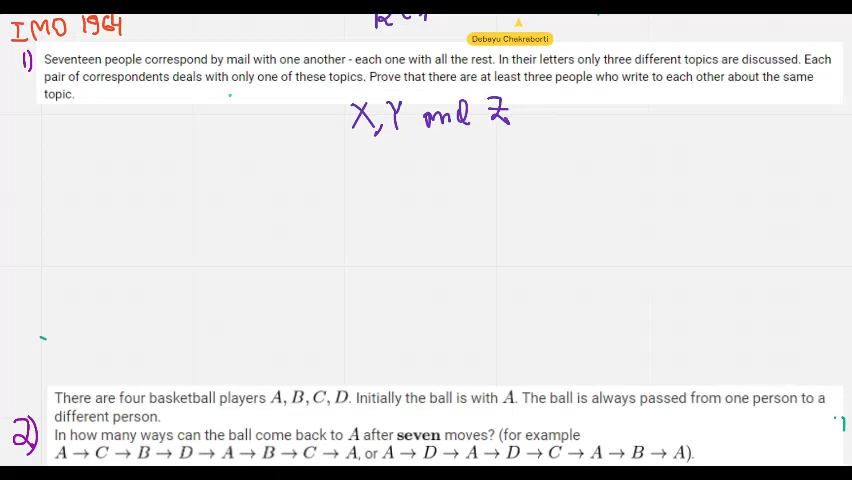 IMO 1964
Debayu Chakreborti
1) Seventeen people correspond by mail with one another - each one with all the rest. In their letters only three different topics are discussed. Each
pair of correspondents deals with only one of these topics. Prove that there are at least three people who write to each other about the same
topic.
X, Y and Z
There are four basketball players A, B, C, D. Initially the ball is with A. The ball is always passed from one person to a
different person.
2) In how many ways can the ball come back to A after seven moves? (for example
A → C → B → D → A → B → C → A, or A → D → A → D → C → A → B → A).